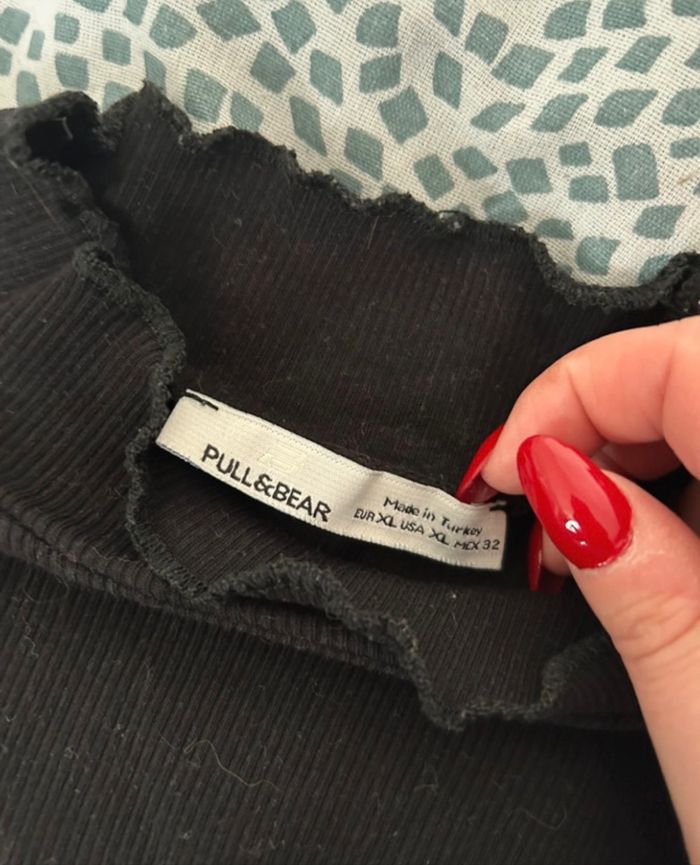 PULL&BEAR
Made in Turkey
EUR XL USA XL MEX 32